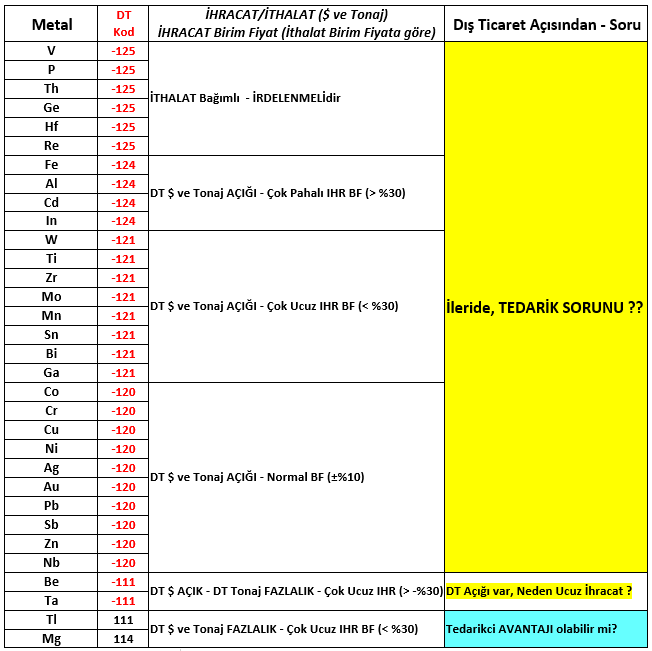 Metal DT Kod İHRACAT/İTHALAT ($ ve Tonaj) Dış Ticaret Açısından - Soru
İHRACAT Birim Fiyat (İthalat Birim Fiyata göre)
V -125
P -125
Th -125
Ge -125
İTHALAT Bağımlı - İRDELENMELİdir
Hf -125
Re -125
Fe -124
Al -124
DT $ ve Tonaj AÇIĞI - Çok Pahalı IHR BF (> %30)
Cd -124
In -124
W -121
Ti -121
Zr -121
Mo -121
DT $ ve Tonaj AÇIĞI - Çok Ucuz IHR BF (< %30)
İleride, TEDARİK SORUNU ??
Mn -121
Sn -121
Bi -121
Ga -121
Co -120
Cr -120
Cu -120
Ni -120
Ag -120
DT $ ve Tonaj AÇIĞI - Normal BF (±%10)
Au -120
Pb -120
Sb -120
Zn -120
Nb -120
Be -111
DT $ AÇIK - DT Tonaj FAZLALIK - Çok Ucuz IHR (> -%30) DT Açığı var, Neden Ucuz İhracat ?
Ta -111
Tl 111
DT $ ve Tonaj FAZLALIK - Çok Ucuz IHR BF (< %30) Tedarikci AVANTAJI olabilir mi?
Mg 114